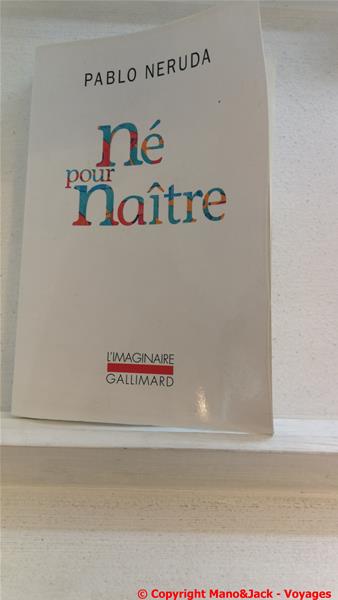 PABLO NERUDA
né
pour
naître
L'IMAGINAIRE
GALLIMARD
© Copyright Mano&Jack - Voyages